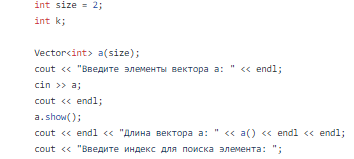 int size = 2;
int k;
Vector<int> a(size);
cout << "Введите элементы вектора a: " << endl;
cin >> a;
cout << endl;
a.show();
cout << endl << "Длина вектора a: " << a() << endl << endl;
cout << "Введите индекс для поиска элемента: ";